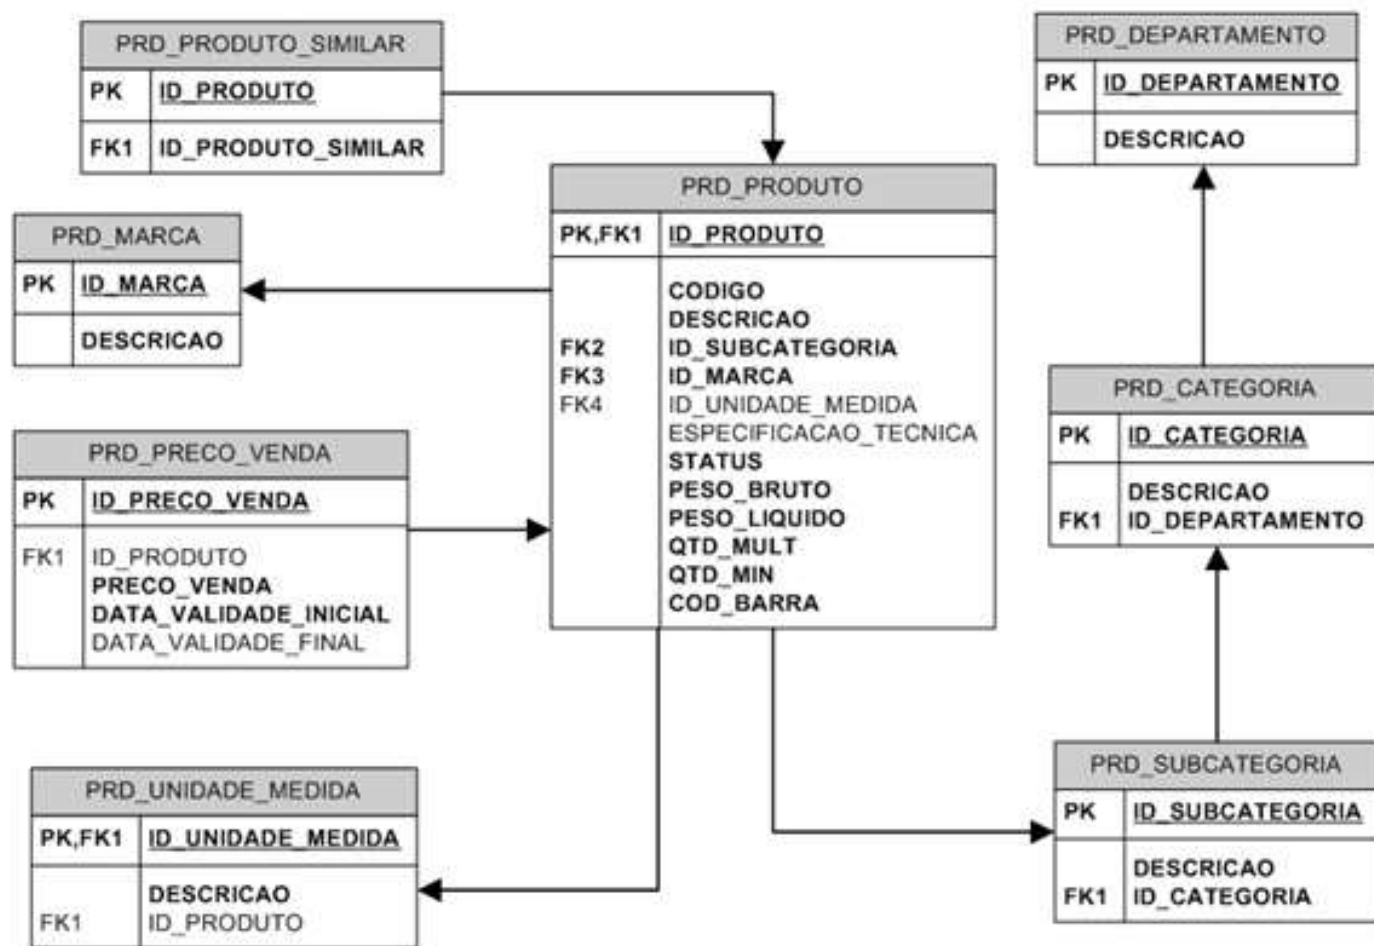 PRD_PRODUTO_SIMILAR
PK ID_PRODUTO
FK1 ID_PRODUTO_SIMILAR
PRD_DEPARTAMENTO
PK ID_DEPARTAMENTO
DESCRICAO
PRD_MARCA
PK ID_MARCA
DESCRICAO
PRD_PRODUTO
PK,FK1 ID_PRODUTO
CODIGO
DESCRICAO
FK2 ID_SUBCATEGORIA
FK3 ID_MARCA
FK4 ID_UNIDADE_MEDIDA
ESPECIFICACAO_TECNICA
STATUS
PESO_BRUTO
PESO_LIQUIDO
QTD_MULT
QTD_MIN
COD_BARRA
PRD_CATEGORIA
PK ID_CATEGORIA
DESCRICAO
FK1 ID_DEPARTAMENTO
PRD_PRECO_VENDA
PK ID_PRECO_VENDA
FK1 ID_PRODUTO
PRECO_VENDA
DATA_VALIDADE_INICIAL
DATA_VALIDADE_FINAL
PRD_UNIDADE_MEDIDA
PK,FK1 ID_UNIDADE_MEDIDA
DESCRICAO
FK1 ID_PRODUTO
PRD_SUBCATEGORIA
PK ID_SUBCATEGORIA
DESCRICAO
FK1 ID_CATEGORIA